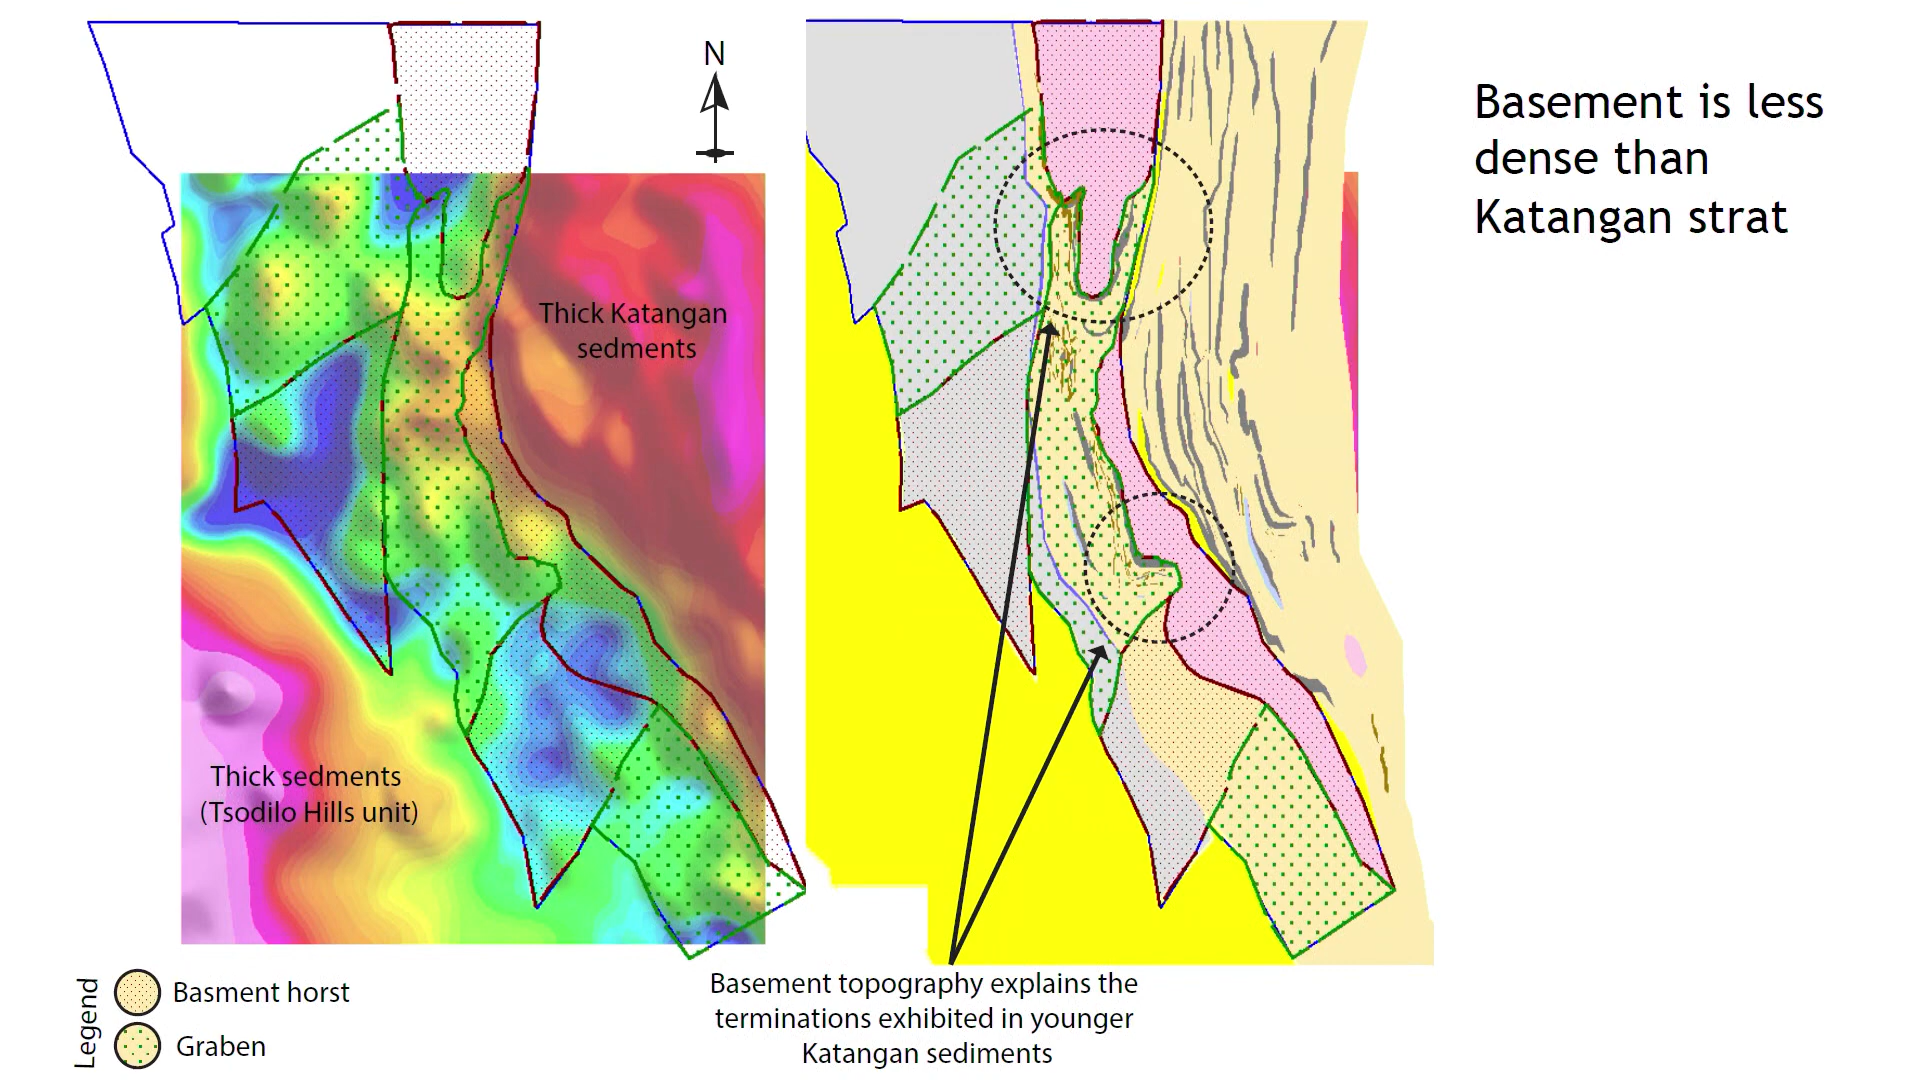 N
Basement is less
dense than
Katangan strat
Thick Katangan
sedments
Thick sedments
(Tsodilo Hills unit)
Legend
Basment horst
Graben
Basement topography explains the
terminations exhibited in younger
Katangan sediments